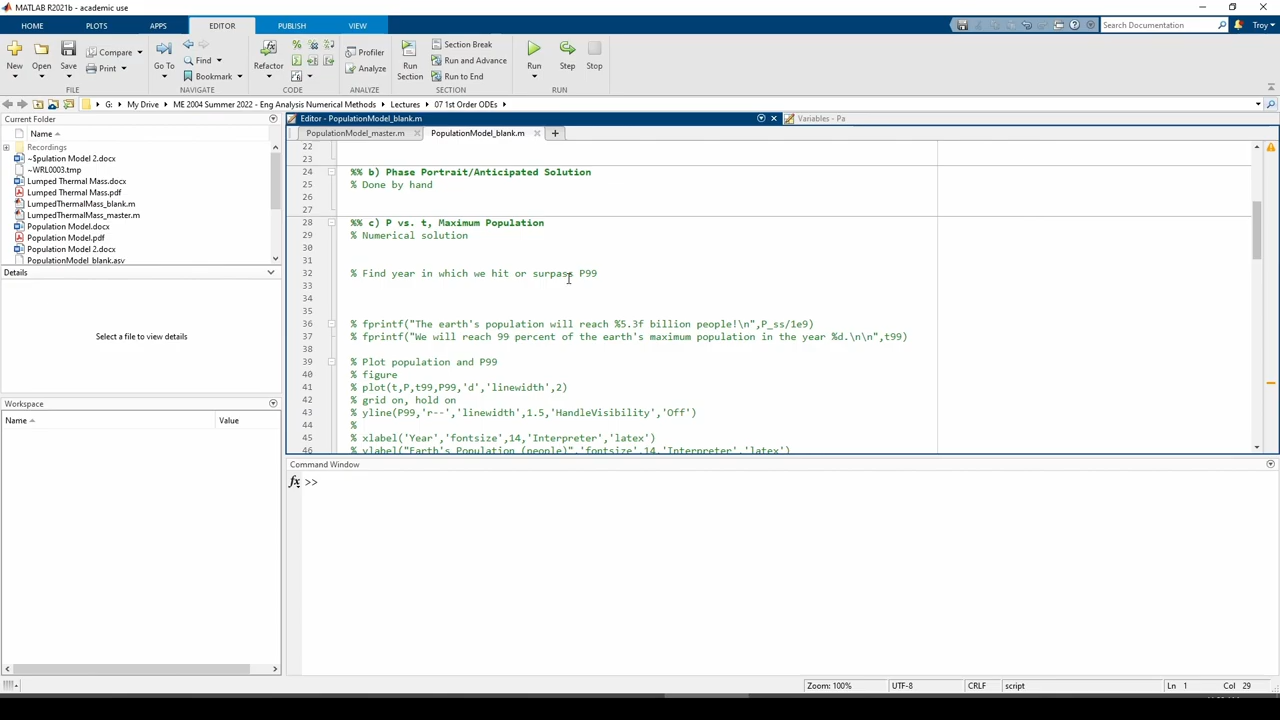 MATLAB R2021b - academic use
HOME PLOTS APPS EDITOR PUBLISH VIEW
Search Documentation Troy
New Open Save Compare Print Go To Find Bookmark Refactor Profiler Analyze Run Section Section Break Run and Advance Run to End Run Step Stop
FILE NAVIGATE CODE ANALYZE SECTION RUN
G: My Drive ME 2004 Summer 2022 - Eng Analysis Numerical Methods Lectures 07 1st Order ODEs
Current Folder
Name
Recordings
~$pulation Model 2.docx
~WRL0003.tmp
Lumped Thermal Mass.docx
Lumped Thermal Mass.pdf
LumpedThermalMass_blank.m
LumpedThermalMass_master.m
Population Model.docx
Population Model.pdf
Population Model 2.docx
PopulationModel_blank.asv
Details
Select a file to view details
Workspace
Name Value
Editor - PopulationModel_blank.m
Variables - Pa
PopulationModel_master.m PopulationModel_blank.m
22
23
24 %% b) Phase Portrait/Anticipated Solution
25 % Done by hand
26
27
28 %% c) P vs. t, Maximum Population
29 % Numerical solution
30
31
32 % Find year in which we hit or surpass P99
33
34
35
36 % fprintf("The earth's population will reach %5.3f billion people!\n",P_ss/1e9)
37 % fprintf("We will reach 99 percent of the earth's maximum population in the year %d.\n\n",t99)
38
39 % Plot population and P99
40 % figure
41 % plot(t,P,t99,P99,'d','linewidth',2)
42 % grid on, hold on
43 % yline(P99,'r--','linewidth',1.5,'HandleVisibility','Off')
44 %
45 % xlabel('Year','fontsize',14,'Interpreter','latex')
46 % ylabel("Earth's Population (people)",'fontsize',14,'Interpreter','latex')
Command Window
fx >>
Zoom: 100% UTF-8 CRLF script Ln 1 Col 29